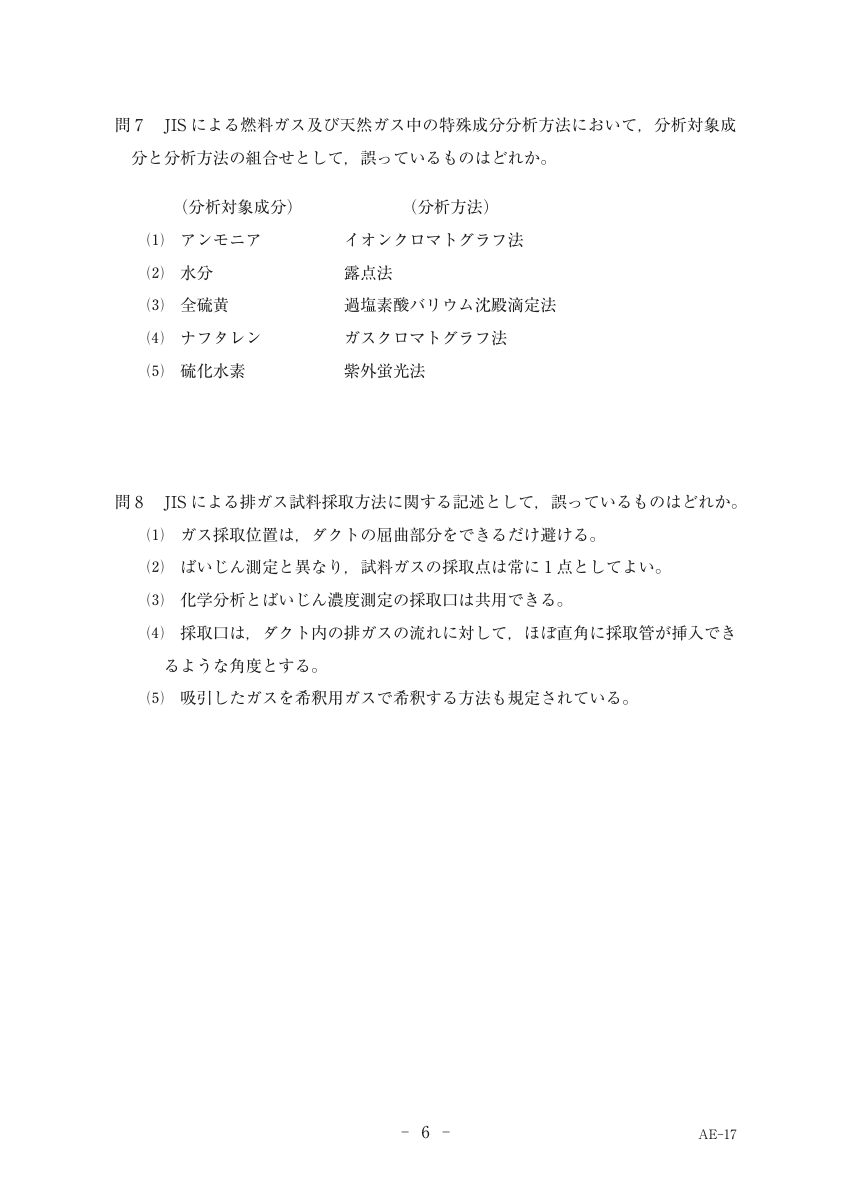 問７　JIS による燃料ガス及び天然ガス中の特殊成分分析方法において，分析対象成
分と分析方法の組合せとして，誤っているものはどれか。
（分析対象成分）　（分析方法）
⑴　アンモニア　イオンクロマトグラフ法
⑵　水分　露点法
⑶　全硫黄　過塩素酸バリウム沈殿滴定法
⑷　ナフタレン　ガスクロマトグラフ法
⑸　硫化水素　紫外蛍光法
問８　JIS による排ガス試料採取方法に関する記述として，誤っているものはどれか。
⑴　ガス採取位置は，ダクトの屈曲部分をできるだけ避ける。
⑵　ばいじん測定と異なり，試料ガスの採取点は常に１点としてよい。
⑶　化学分析とばいじん濃度測定の採取口は共用できる。
⑷　採取口は，ダクト内の排ガスの流れに対して，ほぼ直角に採取管が挿入でき
るような角度とする。
⑸　吸引したガスを希釈用ガスで希釈する方法も規定されている。
－ 6 －
AE−17